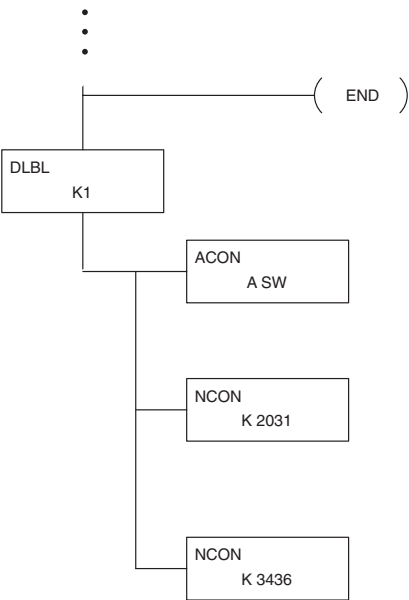 END
DLBL
K1
ACON
A SW
NCON
K 2031
NCON
K 3436